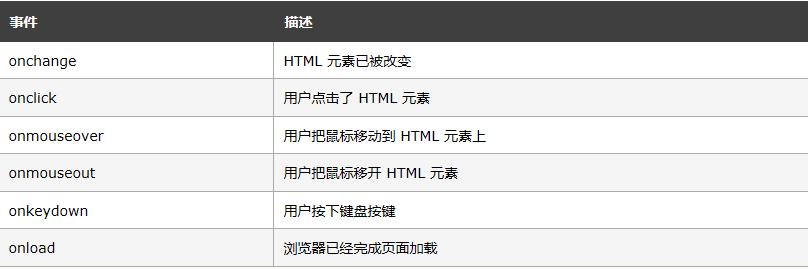 事件 描述
onchange HTML 元素已被改变
onclick 用户点击了 HTML 元素
onmouseover 用户把鼠标移动到 HTML 元素上
onmouseout 用户把鼠标移开 HTML 元素
onkeydown 用户按下键盘按键
onload 浏览器已经完成页面加载